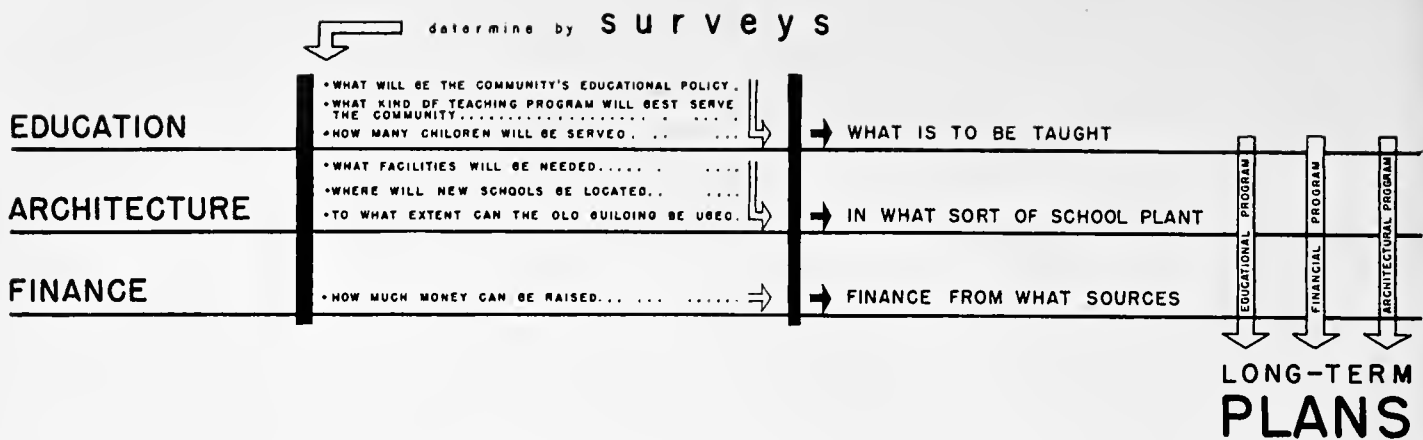 determine by surveys
EDUCATION
• WHAT WILL BE THE COMMUNITY'S EDUCATIONAL POLICY.
• WHAT KIND OF TEACHING PROGRAM WILL BEST SERVE
THE COMMUNITY.................... . ... ...
• HOW MANY CHILDREN WILL BE SERVED. .. ...
WHAT IS TO BE TAUGHT
ARCHITECTURE
• WHAT FACILITIES WILL BE NEEDED..... . ....
• WHERE WILL NEW SCHOOLS BE LOCATED.. ....
• TO WHAT EXTENT CAN THE OLD BUILDING BE USED.
IN WHAT SORT OF SCHOOL PLANT
FINANCE
• HOW MUCH MONEY CAN BE RAISED... ... ......
FINANCE FROM WHAT SOURCES
EDUCATIONAL PROGRAM
FINANCIAL PROGRAM
ARCHITECTURAL PROGRAM
LONG-TERM
PLANS